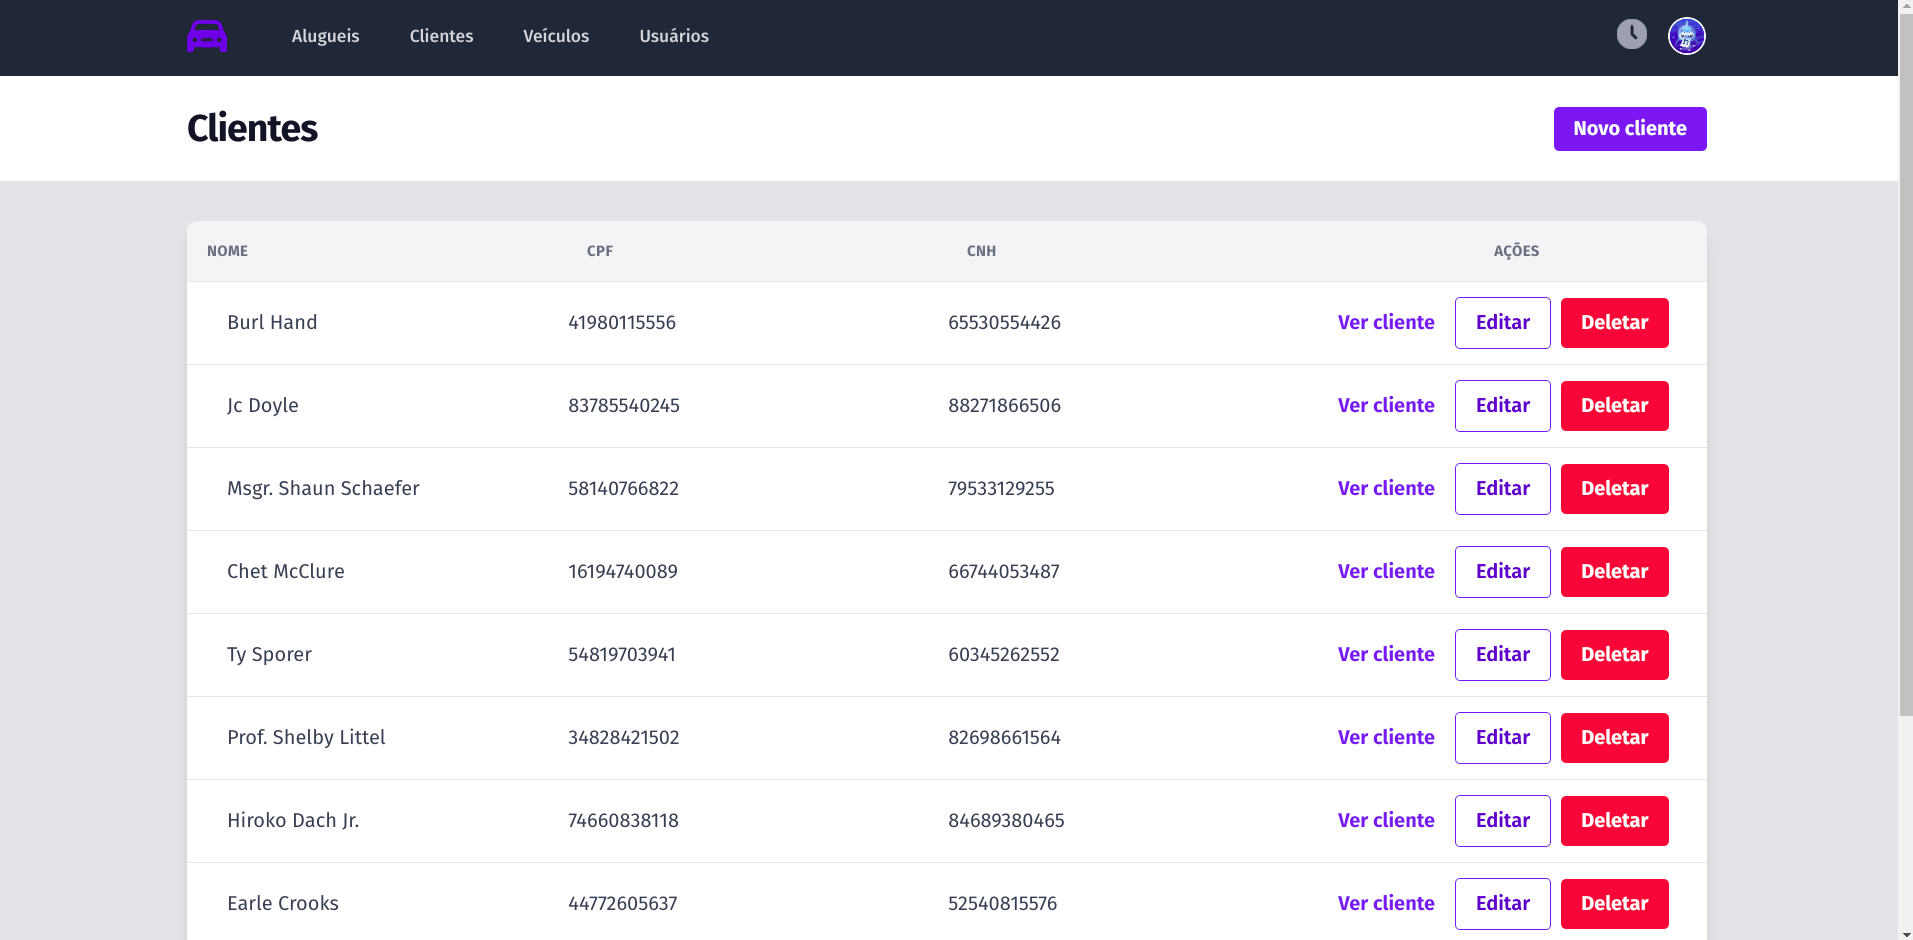 Alugueis Clientes Veículos Usuários
Clientes Novo cliente
NOME CPF CNH AÇÕES
Burl Hand 41980115556 65530554426 Ver cliente Editar Deletar
Jc Doyle 83785540245 88271866506 Ver cliente Editar Deletar
Msgr. Shaun Schaefer 58140766822 79533129255 Ver cliente Editar Deletar
Chet McClure 16194740089 66744053487 Ver cliente Editar Deletar
Ty Sporer 54819703941 60345262552 Ver cliente Editar Deletar
Prof. Shelby Littel 34828421502 82698661564 Ver cliente Editar Deletar
Hiroko Dach Jr. 74660838118 84689380465 Ver cliente Editar Deletar
Earle Crooks 44772605637 52540815576 Ver cliente Editar Deletar